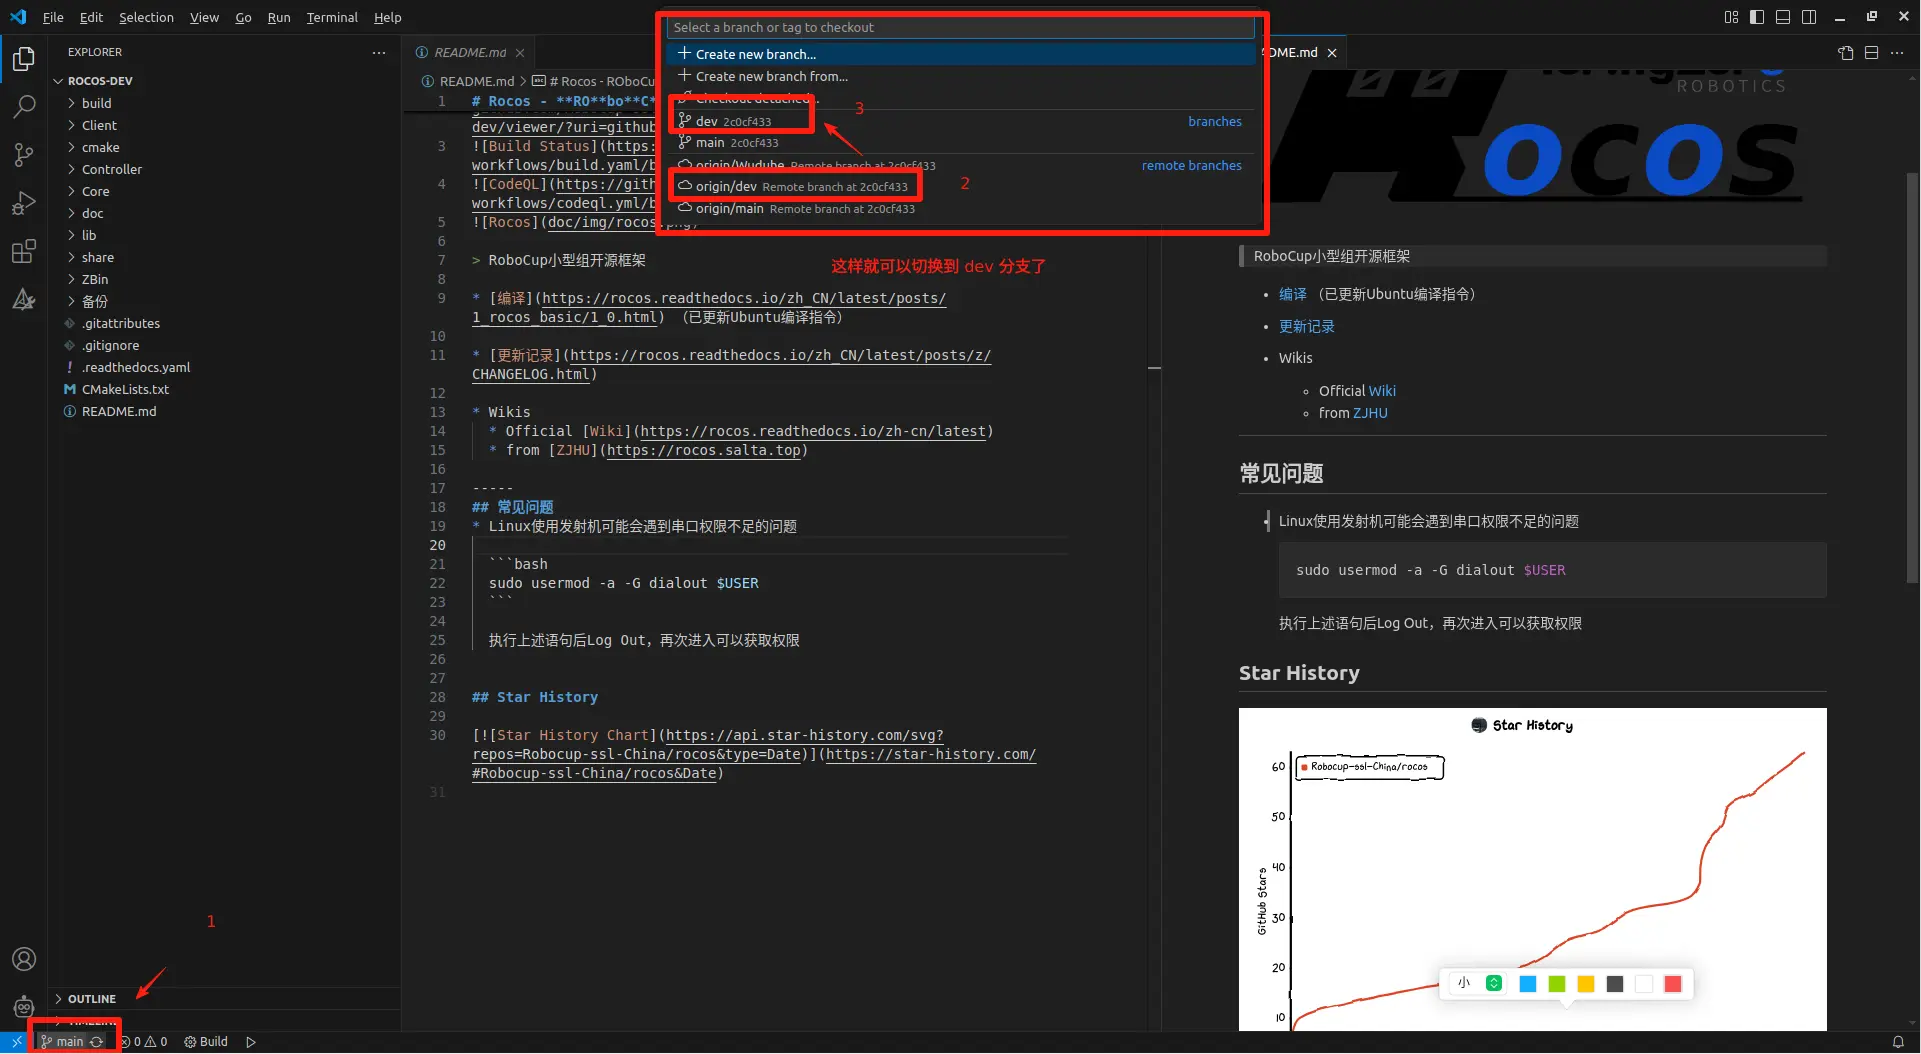 File Edit Selection View Go Run Terminal Help
EXPLORER
ROCOS-DEV
build
Client
cmake
Controller
Core
doc
lib
share
ZBin
备份
.gitattributes
.gitignore
.readthedocs.yaml
CMakeLists.txt
README.md
1
OUTLINE
TIMELINE
main 0 0 Build
README.md
README.md > # Rocos - RoboCu
Select a branch or tag to checkout
Create new branch...
Create new branch from...
Checkout detached...
dev 2c0cf433 branches
main 2c0cf433
origin/Wuduhe Remote branch at 2c0cf433 remote branches
origin/dev Remote branch at 2c0cf433
origin/main Remote branch at 2c0cf433
3
2
这样就可以切换到 dev 分支了
1 # Rocos - **RO**bo**C*
dev/viewer/?uri=github
3 ![Build Status](https:
workflows/build.yaml/b
4 ![CodeQL](https://gith
workflows/codeql.yml/b
5 ![Rocos](doc/img/rocos.png)
6
7 > RoboCup小型组开源框架
8
9 * [编译](https://rocos.readthedocs.io/zh_CN/latest/posts/
1_rocos_basic/1_0.html) （已更新Ubuntu编译指令）
10
11 * [更新记录](https://rocos.readthedocs.io/zh_CN/latest/posts/z/
CHANGELOG.html)
12
13 * Wikis
14 * Official [Wiki](https://rocos.readthedocs.io/zh-cn/latest)
15 * from [ZJHU](https://rocos.salta.top)
16
17 -----
18 ## 常见问题
19 * Linux使用发射机可能会遇到串口权限不足的问题
20
21 ```bash
22 sudo usermod -a -G dialout $USER
23 ```
24
25 执行上述语句后Log Out，再次进入可以获取权限
26
27
28 ## Star History
29
30 [![Star History Chart](https://api.star-history.com/svg?
repos=Robocup-ssl-China/rocos&type=Date)](https://star-history.com/
#Robocup-ssl-China/rocos&Date)
31
DME.md
ROBOTICS
ROCOS
RoboCup小型组开源框架
• 编译 （已更新Ubuntu编译指令）
• 更新记录
• Wikis
Official Wiki
from ZJHU
常见问题
• Linux使用发射机可能会遇到串口权限不足的问题
sudo usermod -a -G dialout $USER
执行上述语句后Log Out，再次进入可以获取权限
Star History
Star History
Robocup-ssl-China/rocos
60
50
40
30
20
10
GitHub Stars
小